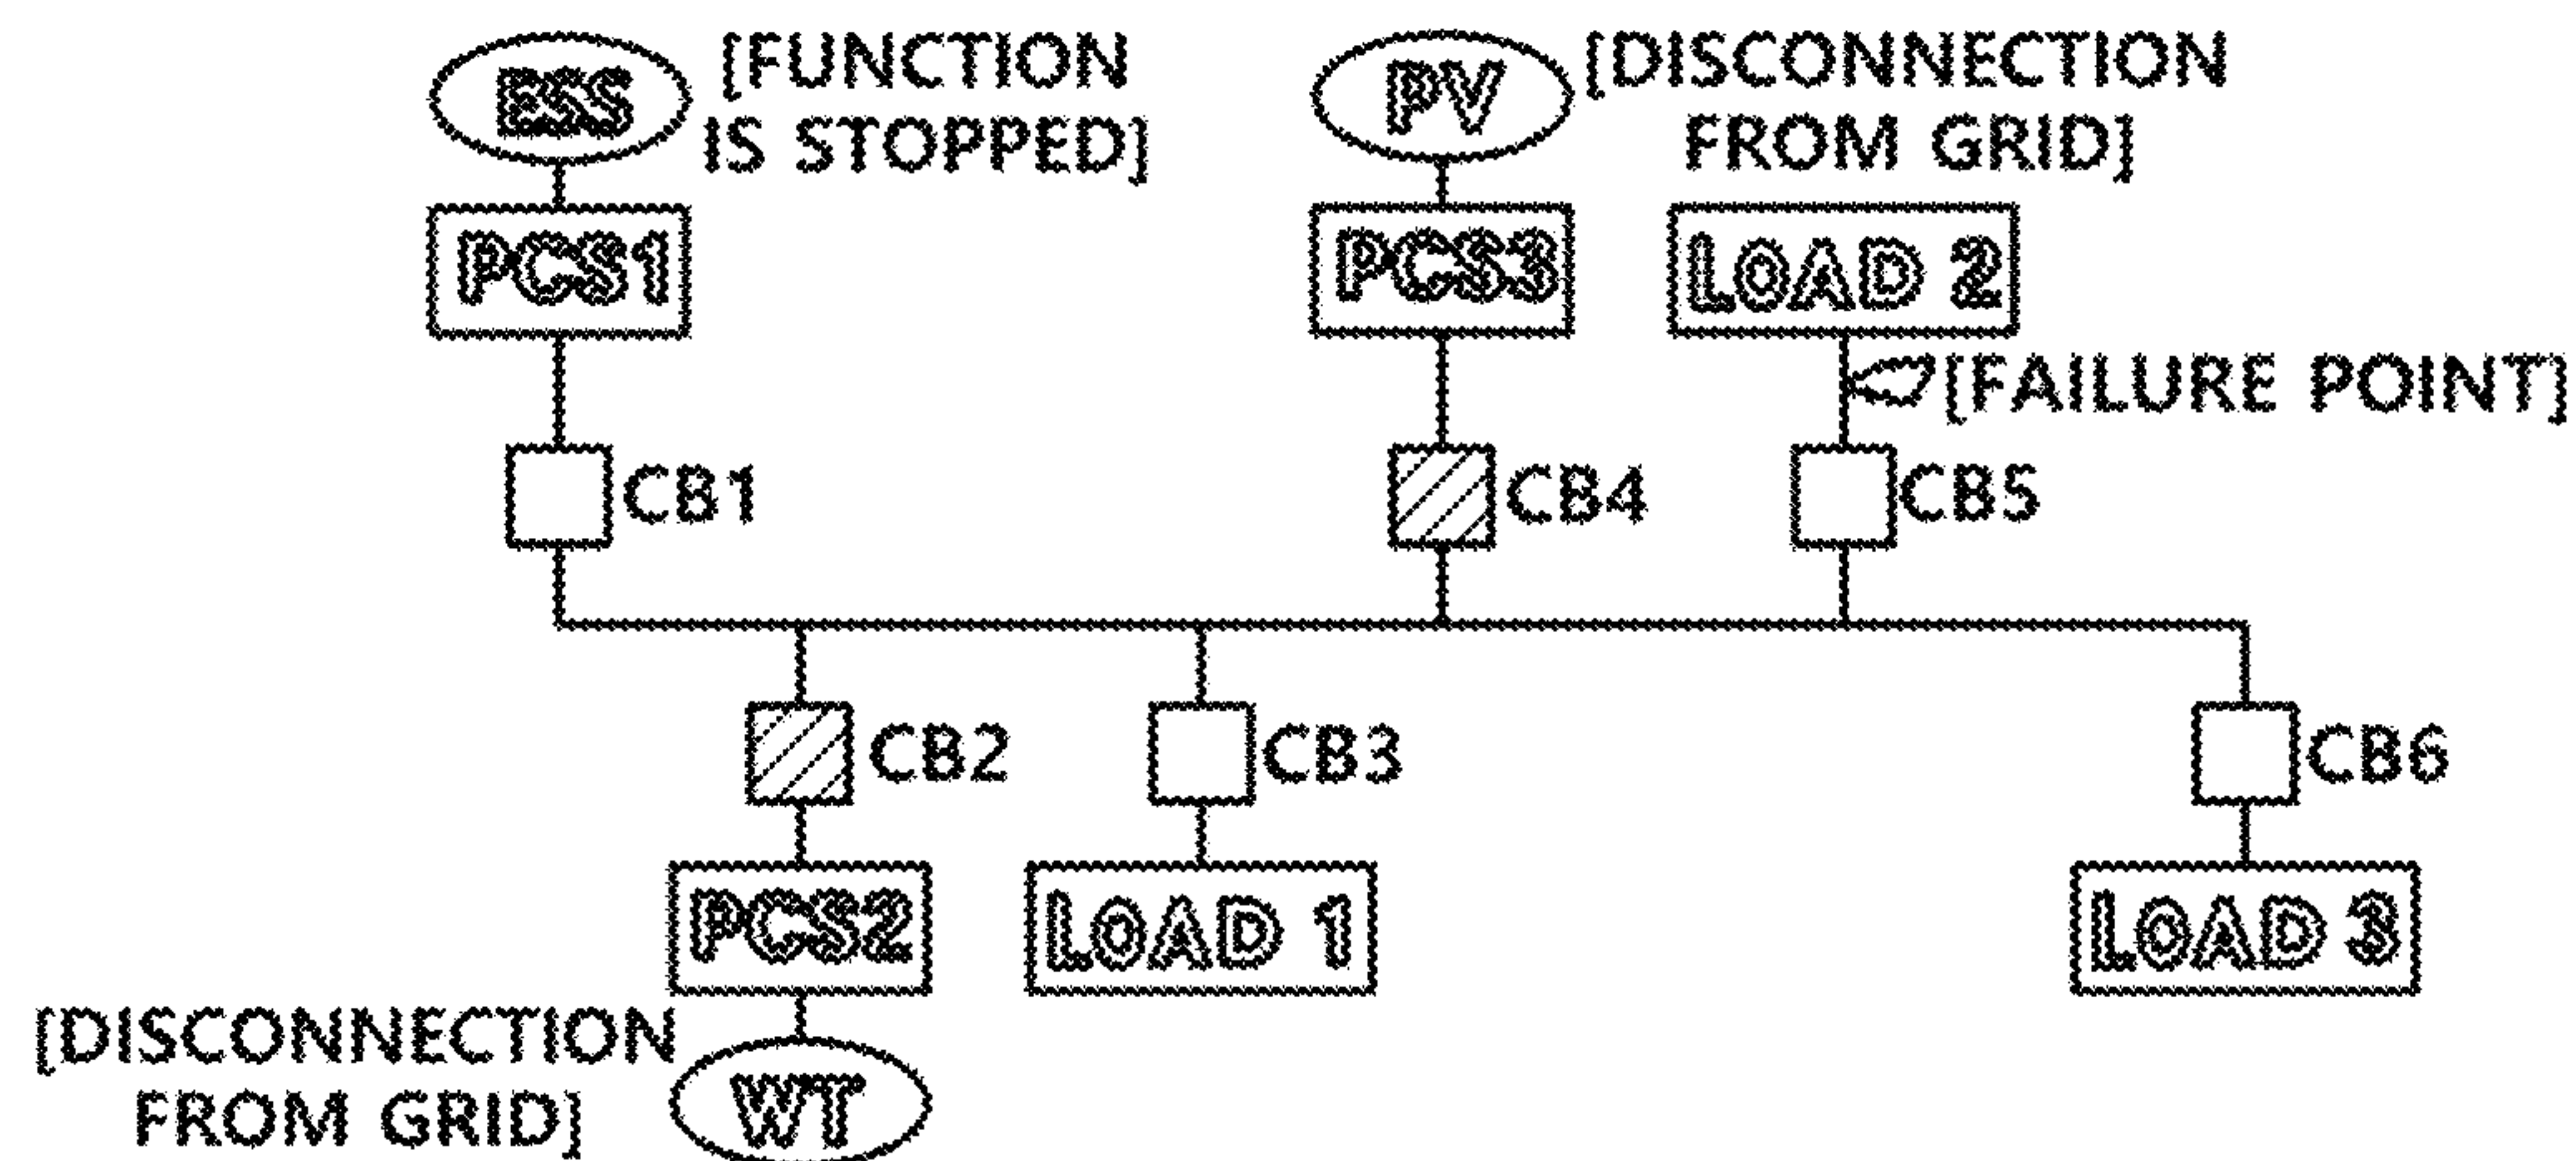 ESS
[FUNCTION
IS STOPPED]
PV
[DISCONNECTION
FROM GRID]
PCS1
PCS3
LOAD 2
[FAILURE POINT]
CB1
CB4
CB5
CB2
CB3
CB6
PCS2
LOAD 1
LOAD 3
[DISCONNECTION
FROM GRID]
WT